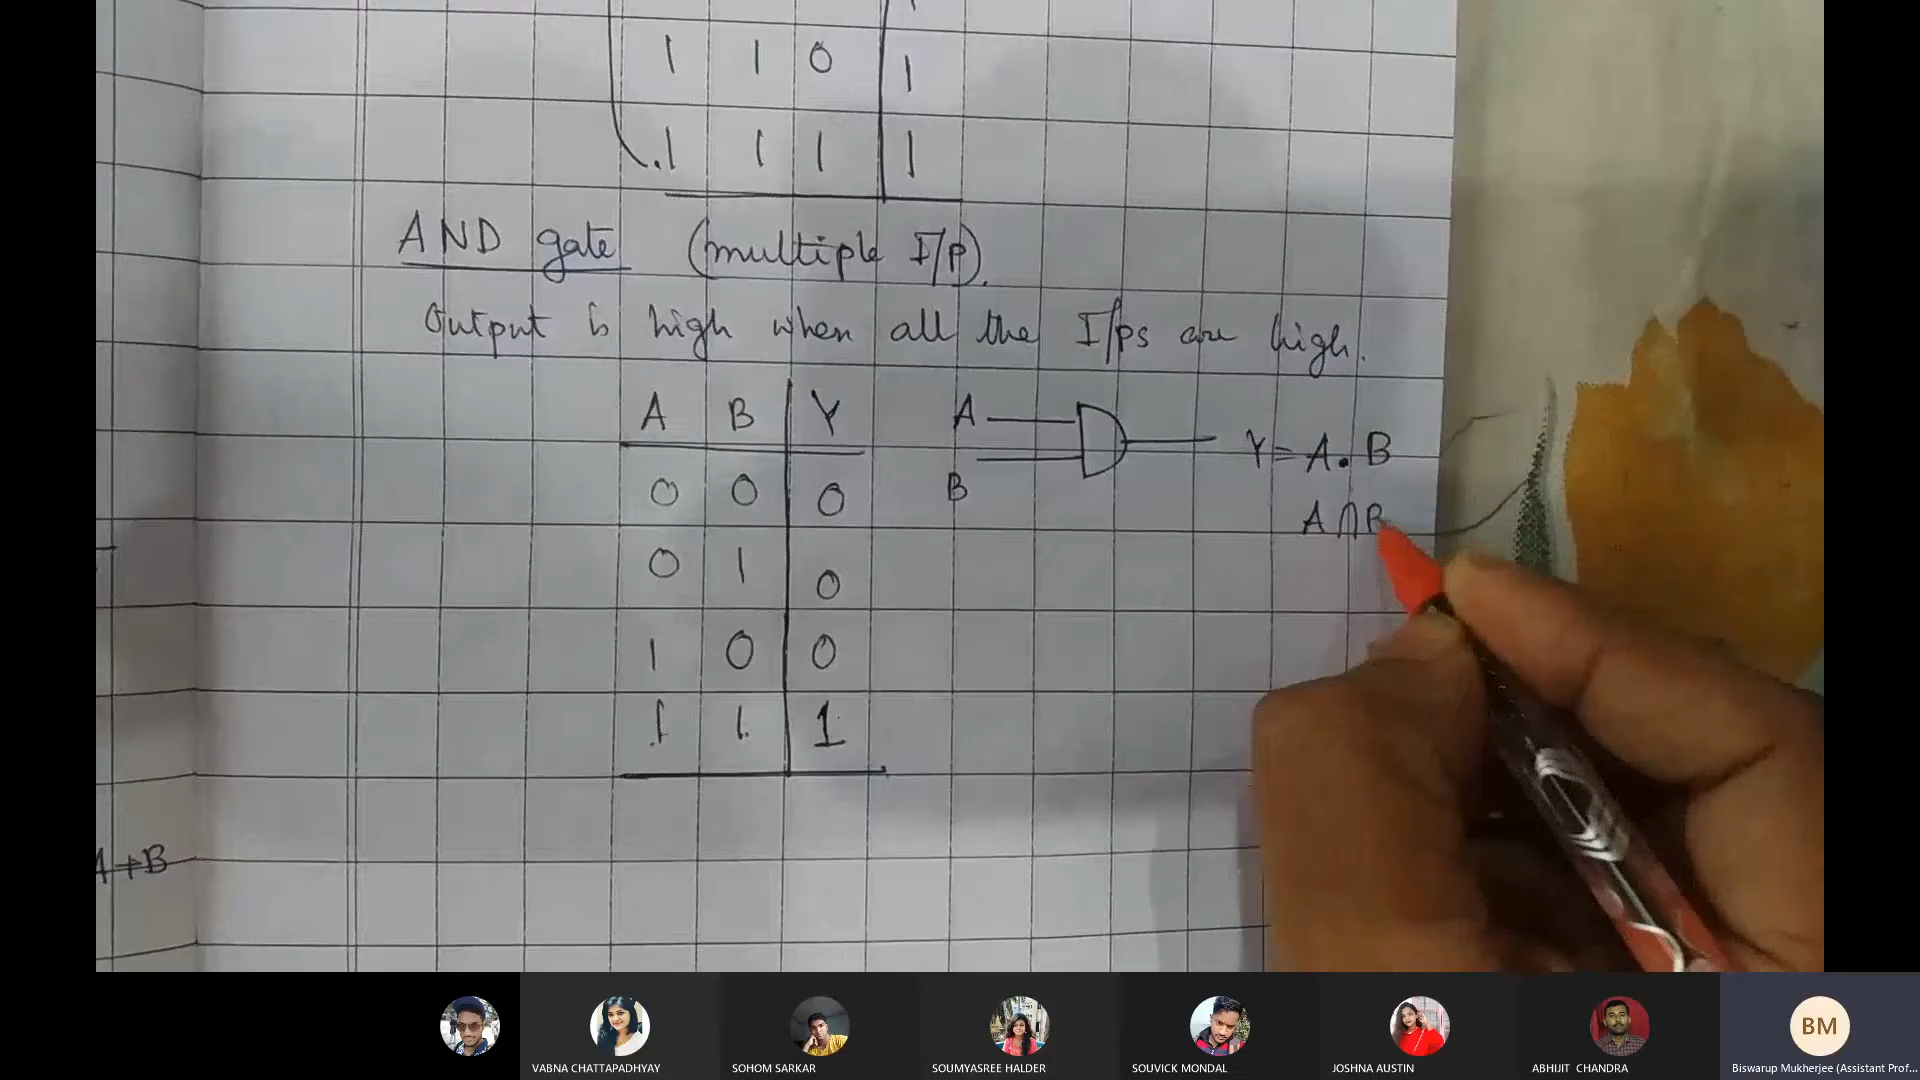 1 1 0 1
1 1 1 1
AND gate (multiple I/P).
Output is high when all the I/ps are high.
A B Y
0 0 0
0 1 0
1 0 0
1 1 1
A
B
Y = A . B
A ∩ B
A+B
VABNA CHATTAPADHYAY
SOHOM SARKAR
SOUMYASREE HALDER
SOUVICK MONDAL
JOSHNA AUSTIN
ABHIJIT CHANDRA
BM
Biswarup Mukherjee (Assistant Prof...